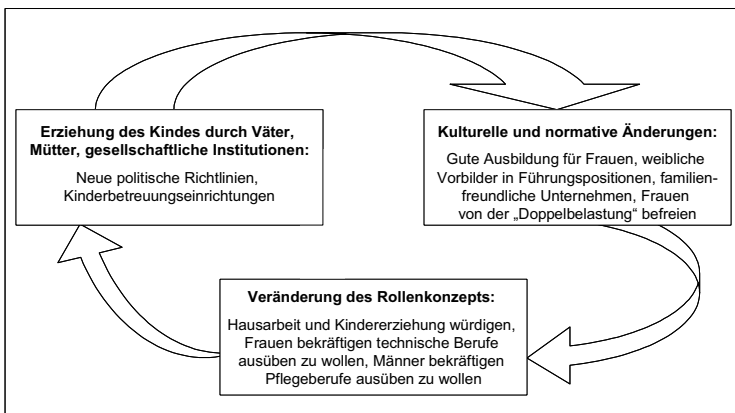 Erziehung des Kindes durch Väter,
Mütter, gesellschaftliche Institutionen:
Neue politische Richtlinien,
Kinderbetreuungseinrichtungen
Kulturelle und normative Änderungen:
Gute Ausbildung für Frauen, weibliche
Vorbilder in Führungspositionen, familien-
freundliche Unternehmen, Frauen
von der „Doppelbelastung“ befreien
Veränderung des Rollenkonzepts:
Hausarbeit und Kindererziehung würdigen,
Frauen bekräftigen technische Berufe
ausüben zu wollen, Männer bekräftigen
Pflegeberufe ausüben zu wollen